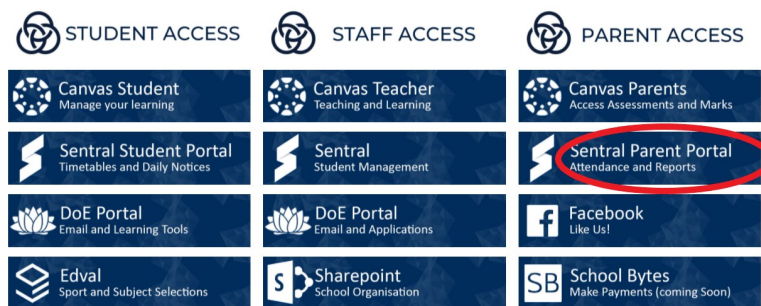 STUDENT ACCESS
Canvas Student
Manage your learning
Sentral Student Portal
Timetables and Daily Notices
DoE Portal
Email and Learning Tools
Edval
Sport and Subject Selections
STAFF ACCESS
Canvas Teacher
Teaching and Learning
Sentral
Student Management
DoE Portal
Email and Applications
S
Sharepoint
School Organisation
PARENT ACCESS
Canvas Parents
Access Assessments and Marks
Sentral Parent Portal
Attendance and Reports
f
Facebook
Like Us!
SB
School Bytes
Make Payments (coming Soon)